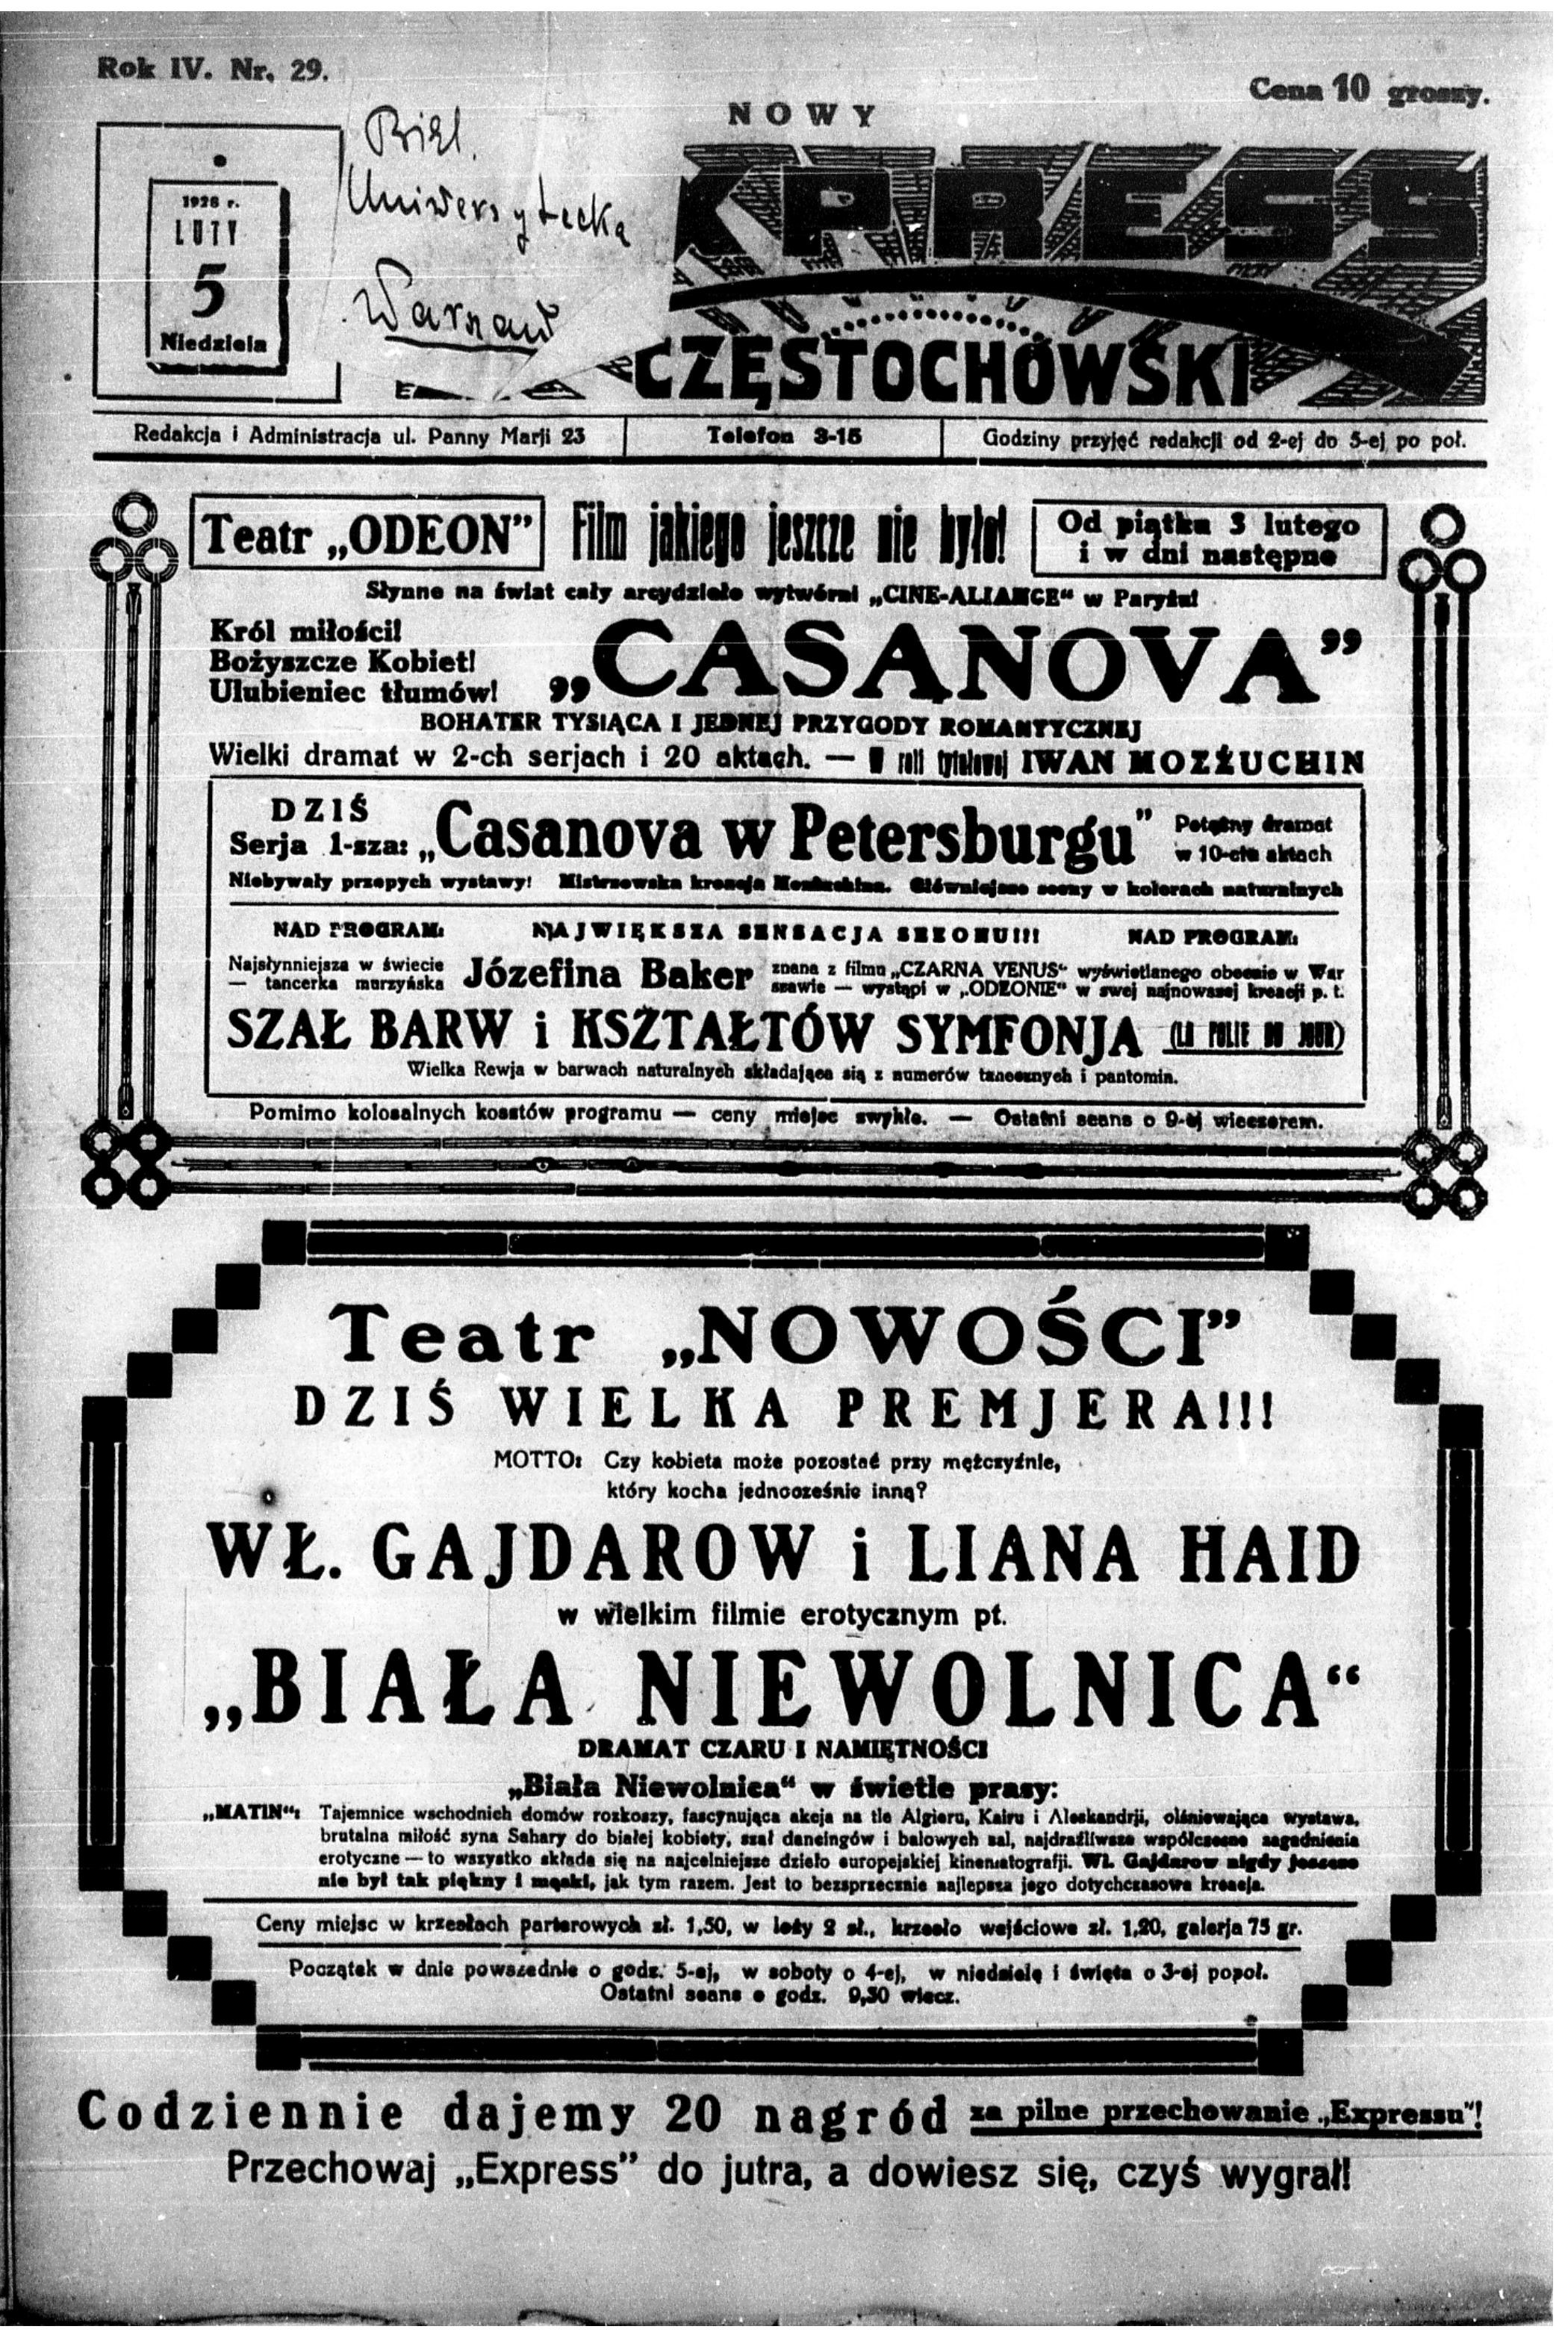 Rok IV. Nr. 29.
Cena 10 groszy.
NOWY
1928 r.
LUTY
5
Niedziela
Bibl.
Uniwersytecka
Warszaw
XPRESS
CZĘSTOCHOWSKI
Redakcja i Administracja ul. Panny Marji 23
Telefon 3-15
Godziny przyjęć redakcji od 2-ej do 5-ej po poł.
Teatr „ODEON”
Film jakiego jeszcze nie było!
Od piątku 3 lutego
i w dni następne
Słynne na świat cały arcydzieło wytwórni „CINE-ALIANCE“ w Paryżu!
Król miłości!
Bożyszcze Kobiet!
Ulubieniec tłumów!
„CASANOVA”
BOHATER TYSIĄCA I JEDNEJ PRZYGODY ROMANTYCZNEJ
Wielki dramat w 2-ch serjach i 20 aktach. — W roli tytułowej IWAN MOZŻUCHIN
DZIŚ
Serja 1-sza: „Casanova w Petersburgu”
Potężny dramat
w 10-ciu aktach
Niebywały przepych wystawy! Mistrzowska kreacja Mozżuchina. Główniejsze sceny w kolorach naturalnych
NAD PROGRAM: NAJWIĘKSZA SENSACJA SEZONU!!! NAD PROGRAM:
Najsłynniejsza w świecie
— tancerka murzyńska
Józefina Baker
znana z filmu „CZARNA VENUS“ wyświetlanego obecnie w War
szawie — wystąpi w „ODEONIE“ w swej najnowszej kreacji p. t.
SZAŁ BARW i KSZTAŁTÓW SYMFONJA (LA FOLIE DU JOUR)
Wielka Rewja w barwach naturalnych składająca się z numerów tanecznych i pantomin.
Pomimo kolosalnych kosztów programu — ceny miejsc zwykłe. — Ostatni seans o 9-ej wieczorem.
Teatr „NOWOŚCI”
DZIŚ WIELKA PREMJERA!!!
MOTTO: Czy kobieta może pozostać przy mężczyźnie,
który kocha jednocześnie inną?
WŁ. GAJDAROW i LIANA HAID
w wielkim filmie erotycznym pt.
„BIAŁA NIEWOLNICA“
DRAMAT CZARU I NAMIĘTNOŚCI
„Biała Niewolnica“ w świetle prasy:
„MATIN“: Tajemnice wschodnich domów rozkoszy, fascynująca akcja na tle Algieru, Kairu i Aleskandrji, olśniewająca wystawa,
brutalna miłość syna Sahary do białej kobiety, szał dancingów i balowych sal, najdrażliwsze współczesne zagadnienia
erotyczne — to wszystko składa się na najcelniejsze dzieło europejskiej kinematografji. Wł. Gajdarow nigdy jeszcze
nie był tak piękny i męski, jak tym razem. Jest to bezsprzecznie najlepsza jego dotychczasowa kreacja.
Ceny miejsc w krzesłach parterowych zł. 1,50, w loży 2 zł., krzesło wejściowe zł. 1,20, galerja 75 gr.
Początek w dnie powszednie o godz. 5-ej, w soboty o 4-ej, w niedzielę i święta o 3-ej popoł.
Ostatni seans o godz. 9,30 wiecz.
Codziennie dajemy 20 nagród za pilne przechowanie „Expressu”!
Przechowaj „Express” do jutra, a dowiesz się, czyś wygrał!